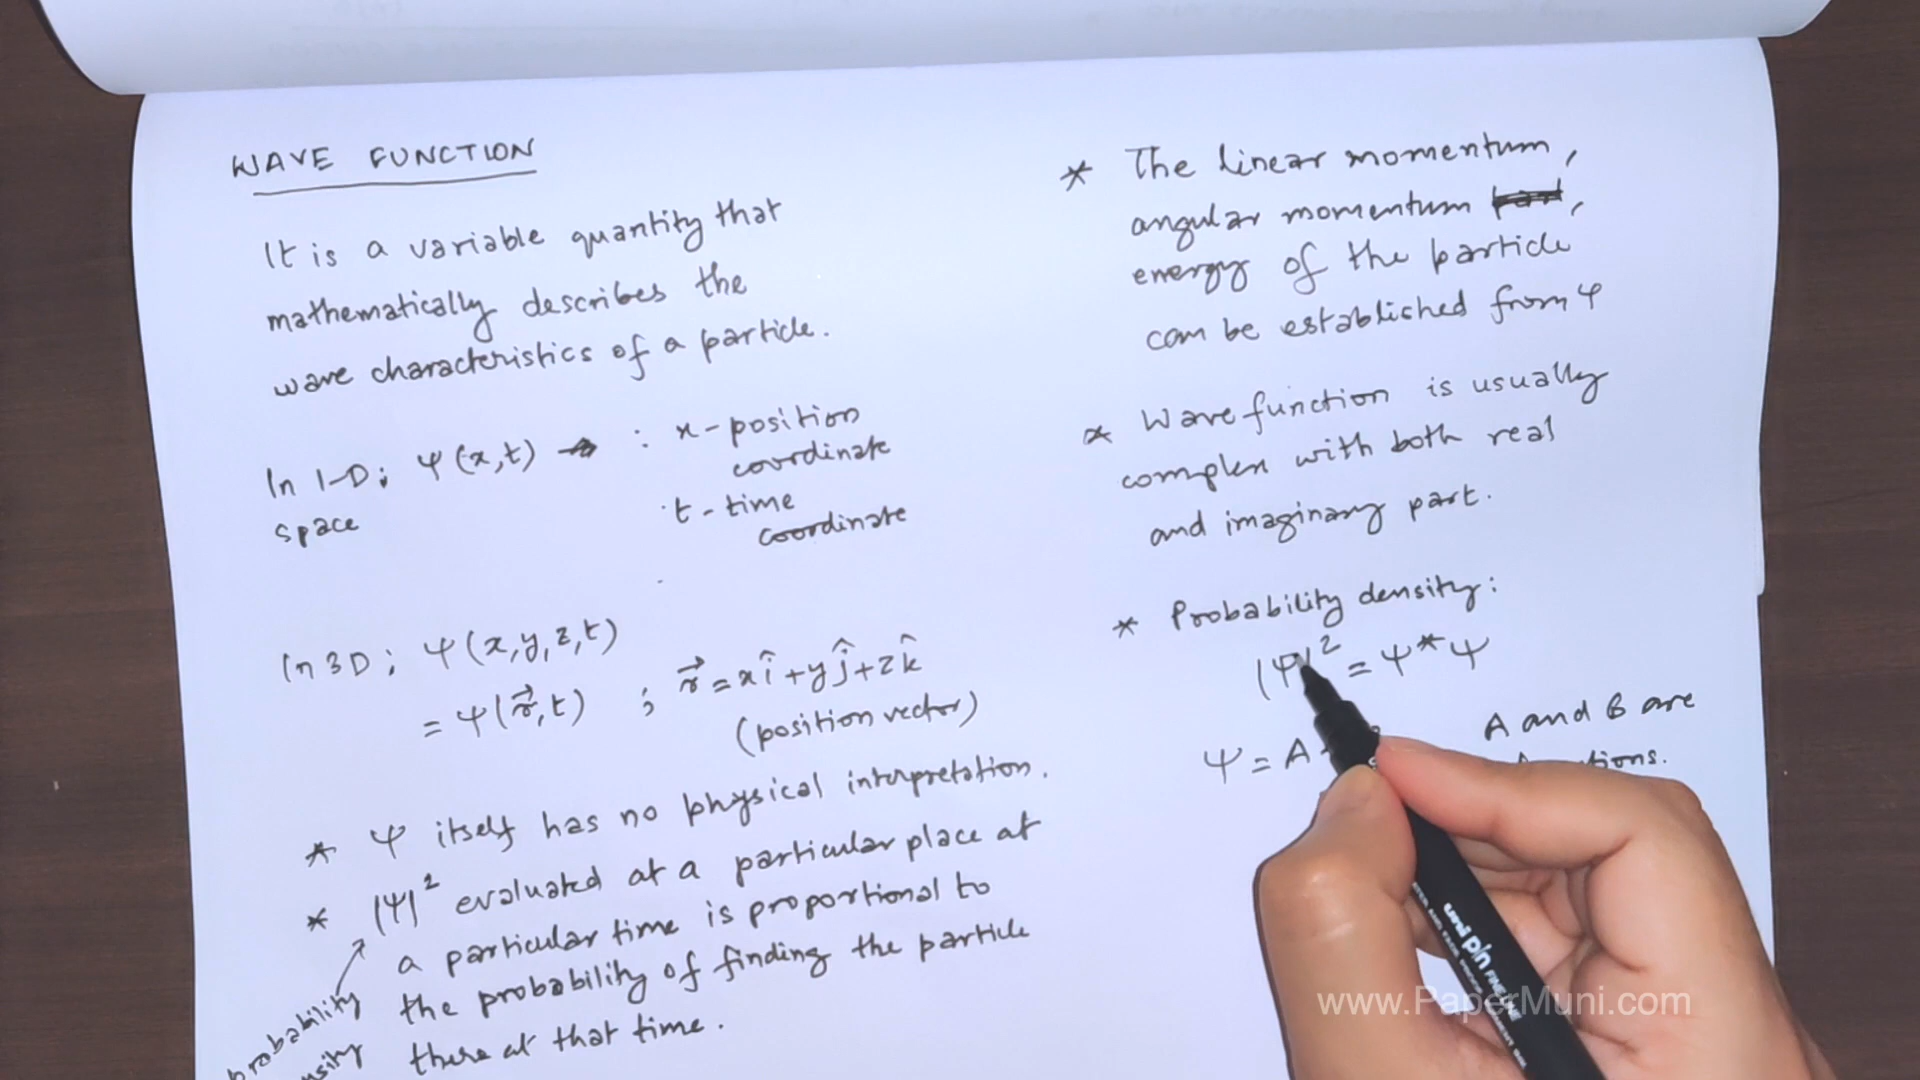 WAVE FUNCTION
It is a variable quantity that
mathematically describes the
wave characteristics of a particle.
In 1-D; Ψ(x,t) → : x-position
coordinate
space
t-time
coordinate
In 3D; Ψ(x,y,z,t)
= Ψ(r⃗,t) ; r⃗ = xî+yĵ+zk̂
(position vector)
* Ψ itself has no physical interpretation.
* |Ψ|² evaluated at a particular place at
a particular time is proportional to
the probability of finding the particle
there at that time.
probability
* The linear momentum,
angular momentum ,
energy of the particle
can be established from Ψ
* Wave function is usually
complex with both real
and imaginary part.
* Probability density:
|Ψ|² = Ψ*Ψ
Ψ = A A and B are
www.PaperMuni.com
uni pin FINE LINE